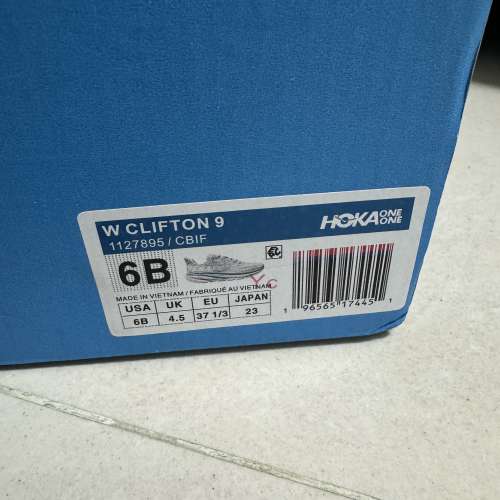 W CLIFTON 9
HOKA ONE ONE
1127895 / CBIF
6B
YC
MADE IN VIETNAM / FABRIQUÉ AU VIETNAM
USA UK EU JAPAN
6B 4.5 37 1/3 23
1 96565 17445 1